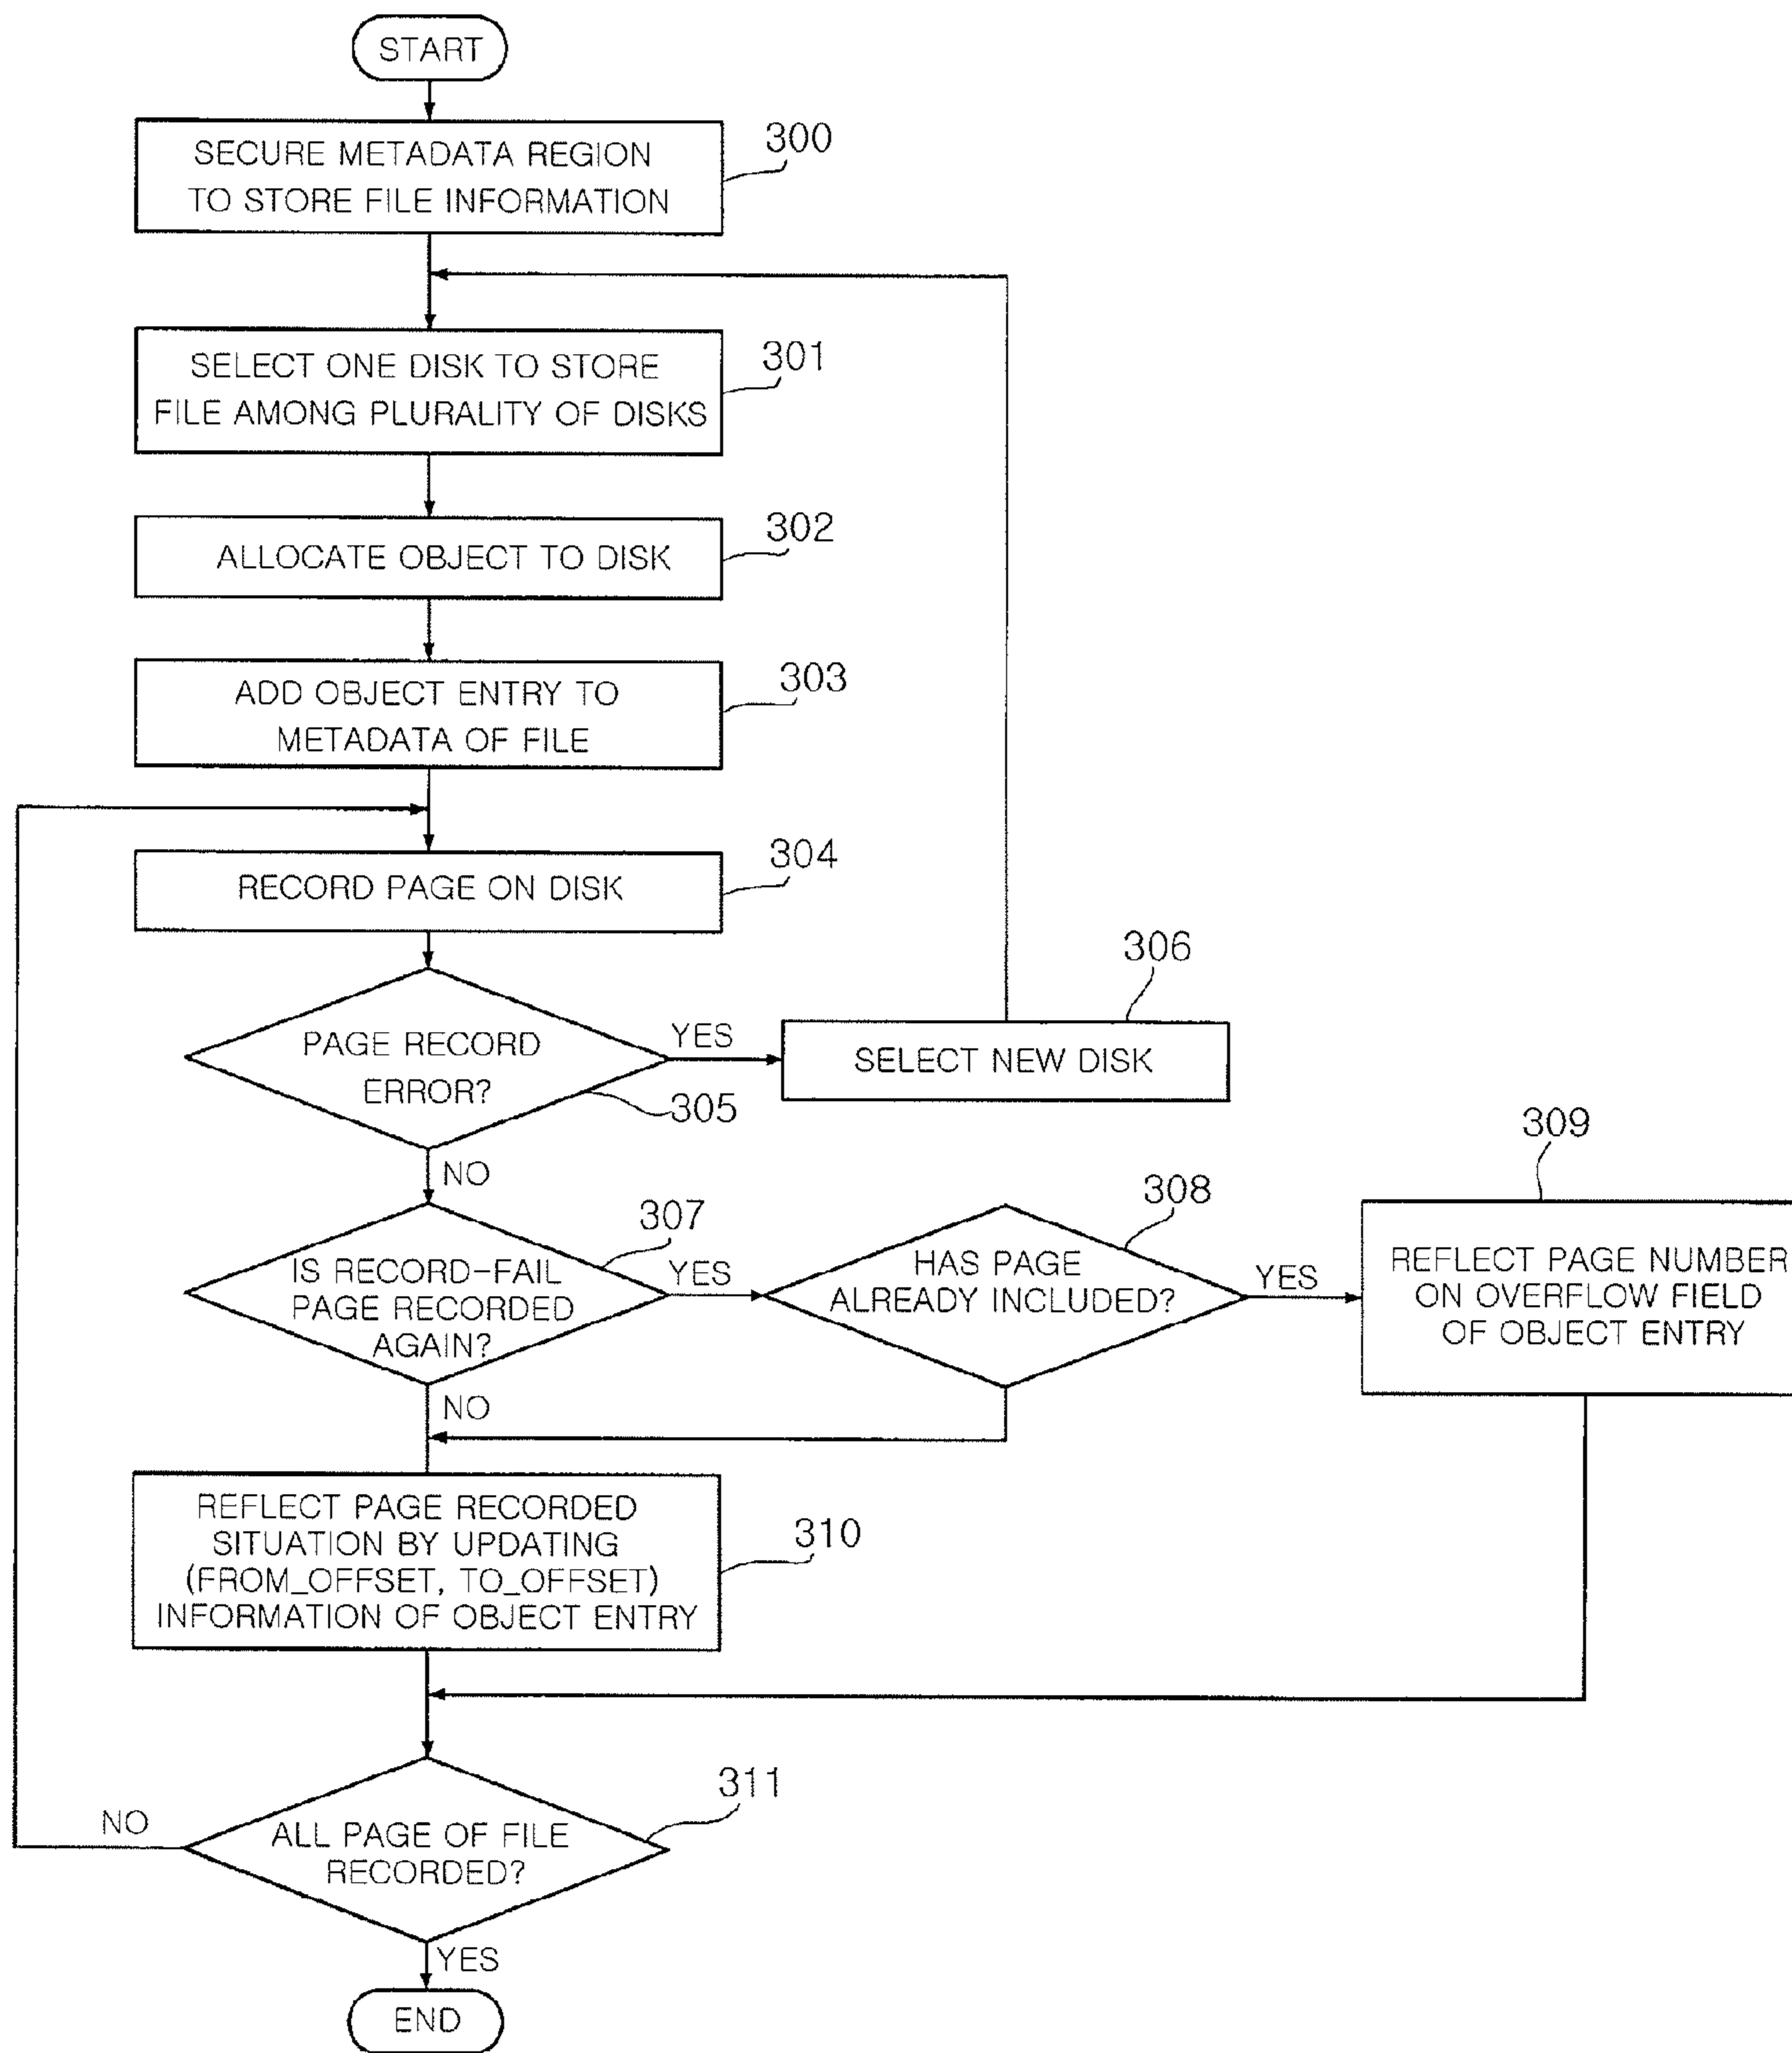 START
300
SECURE METADATA REGION
TO STORE FILE INFORMATION
301
SELECT ONE DISK TO STORE
FILE AMONG PLURALITY OF DISKS
302
ALLOCATE OBJECT TO DISK
303
ADD OBJECT ENTRY TO
METADATA OF FILE
304
RECORD PAGE ON DISK
306
PAGE RECORD
ERROR?
YES
SELECT NEW DISK
305
NO
309
308
307
IS RECORD-FAIL
PAGE RECORDED
AGAIN?
YES
HAS PAGE
ALREADY INCLUDED?
YES
REFLECT PAGE NUMBER
ON OVERFLOW FIELD
OF OBJECT ENTRY
NO
REFLECT PAGE RECORDED
SITUATION BY UPDATING
(FROM_OFFSET, TO_OFFSET)
INFORMATION OF OBJECT ENTRY
310
311
NO
ALL PAGE OF FILE
RECORDED?
YES
END